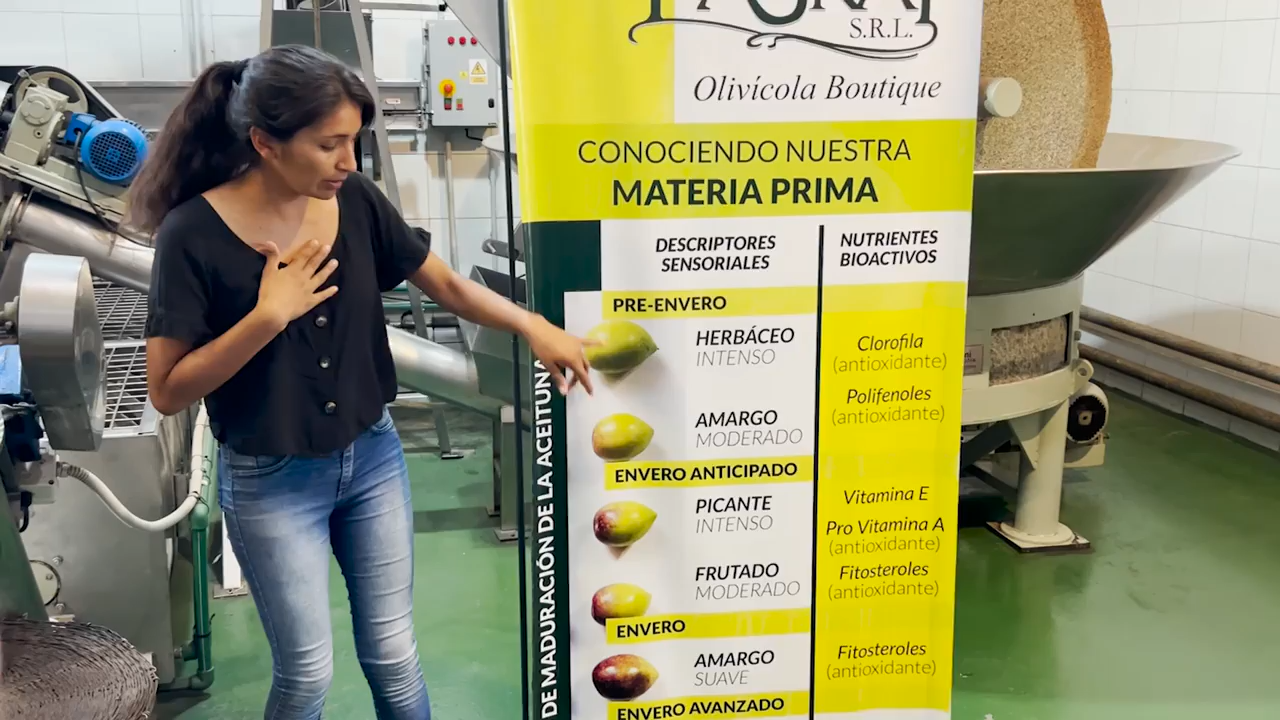 S.R.L.
Olivícola Boutique
CONOCIENDO NUESTRA
MATERIA PRIMA
DESCRIPTORES
SENSORIALES
NUTRIENTES
BIOACTIVOS
PRE-ENVERO
HERBÁCEO
INTENSO
Clorofila
(antioxidante)
Polifenoles
(antioxidante)
AMARGO
MODERADO
ENVERO ANTICIPADO
PICANTE
INTENSO
Vitamina E
Pro Vitamina A
(antioxidante)
FRUTADO
MODERADO
Fitosteroles
(antioxidante)
ENVERO
AMARGO
SUAVE
Fitosteroles
(antioxidante)
ENVERO AVANZADO
DE MADURACIÓN DE LA ACEITUNA